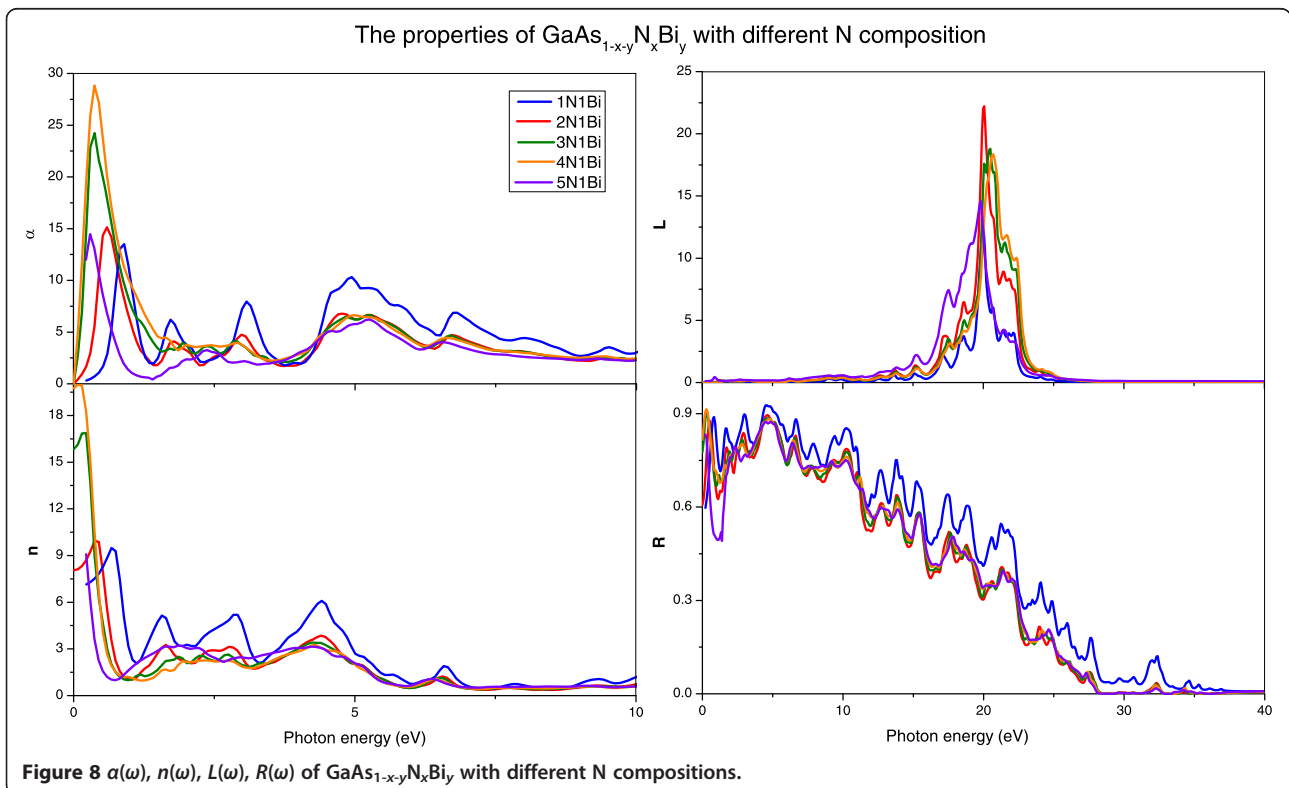 The properties of GaAs1-x-yNxBiy with different N composition
30
25
20
15
10
5
0
α
1N1Bi
2N1Bi
3N1Bi
4N1Bi
5N1Bi
25
20
15
10
5
0
L
18
15
12
9
6
3
0
n
0
5
10
Photon energy (eV)
0.9
0.6
0.3
0.0
R
0
10
20
30
40
Photon energy (eV)
Figure 8 α(ω), n(ω), L(ω), R(ω) of GaAs1-x-yNxBiy with different N compositions.